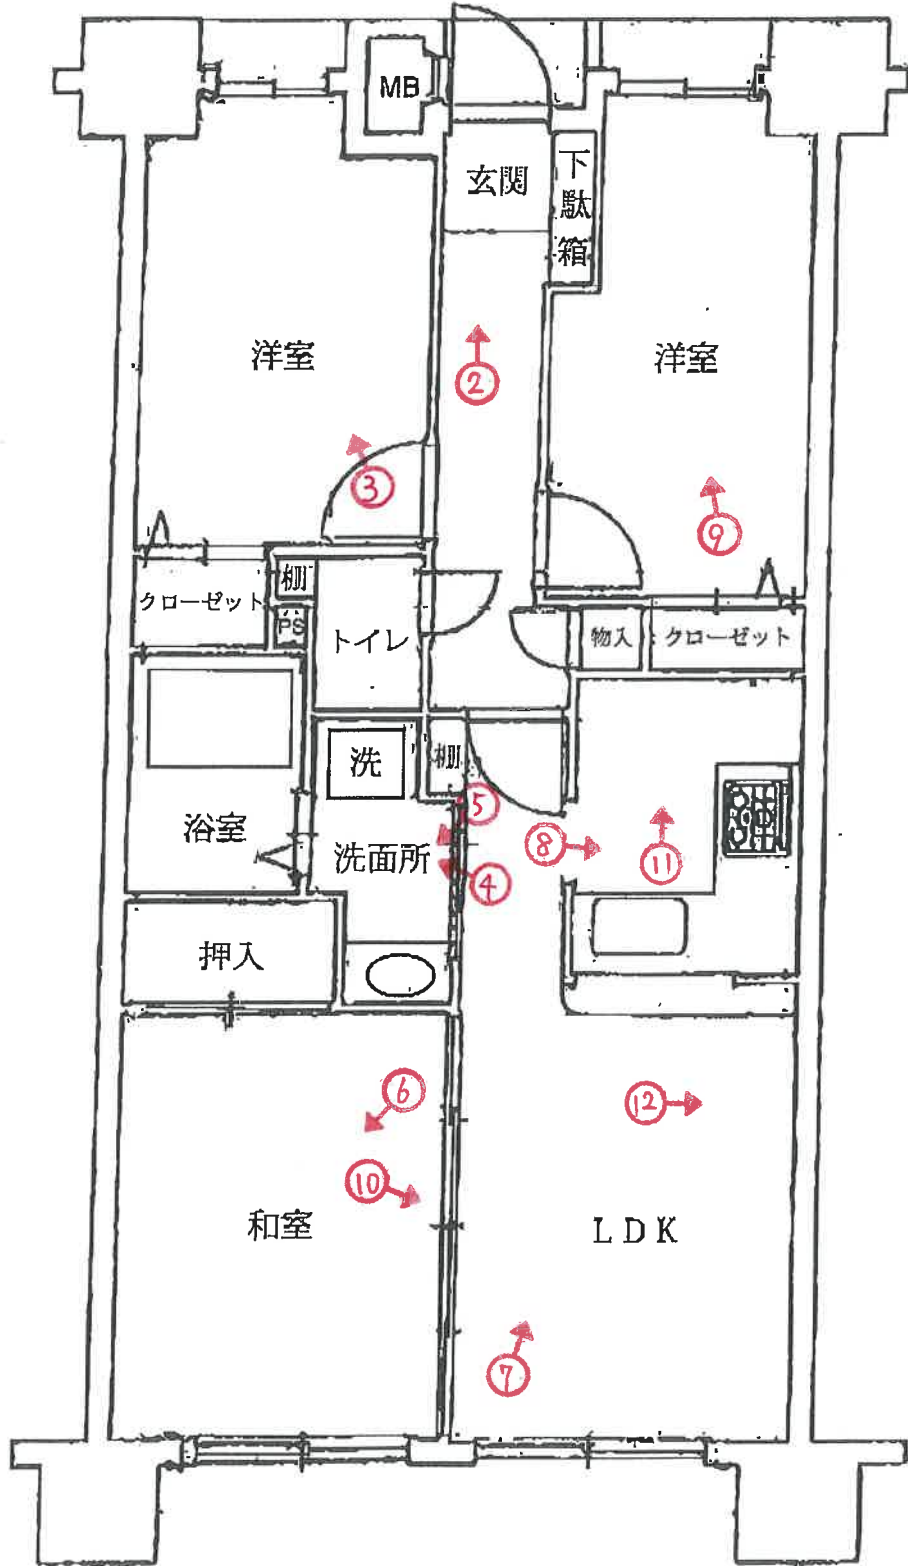 MB
玄関
下駄箱
洋室
②
洋室
③
⑨
クローゼット
棚
PS
トイレ
物入
クローゼット
洗
棚
浴室
洗面所
⑤
④
⑧
⑪
押入
⑥
⑫
⑩
和室
LDK
⑦